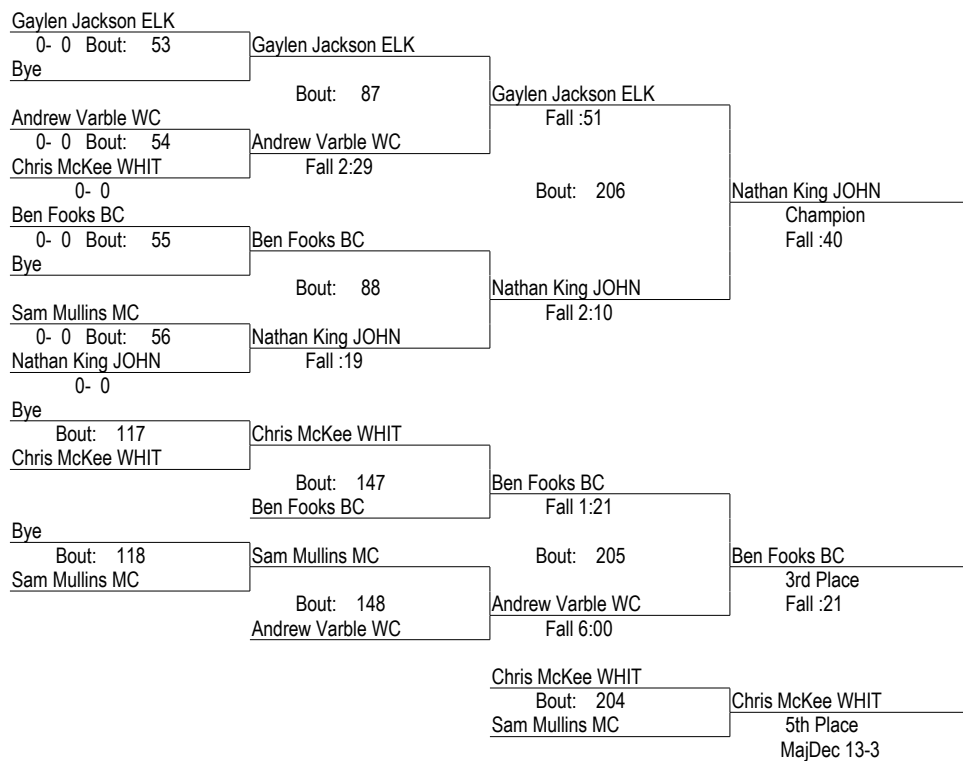 Gaylen Jackson ELK
0- 0 Bout: 53
Bye
Andrew Varble WC
0- 0 Bout: 54
Chris McKee WHIT
0- 0
Ben Fooks BC
0- 0 Bout: 55
Bye
Sam Mullins MC
0- 0 Bout: 56
Nathan King JOHN
0- 0
Gaylen Jackson ELK
Bout: 87
Andrew Varble WC
Fall 2:29
Ben Fooks BC
Bout: 88
Nathan King JOHN
Fall :19
Gaylen Jackson ELK
Fall :51
Bout: 206
Nathan King JOHN
Fall 2:10
Nathan King JOHN
Champion
Fall :40
Bye
Bout: 117
Chris McKee WHIT
Bye
Bout: 118
Sam Mullins MC
Chris McKee WHIT
Bout: 147
Ben Fooks BC
Sam Mullins MC
Bout: 148
Andrew Varble WC
Ben Fooks BC
Fall 1:21
Bout: 205
Andrew Varble WC
Fall 6:00
Ben Fooks BC
3rd Place
Fall :21
Chris McKee WHIT
Bout: 204
Sam Mullins MC
Chris McKee WHIT
5th Place
MajDec 13-3